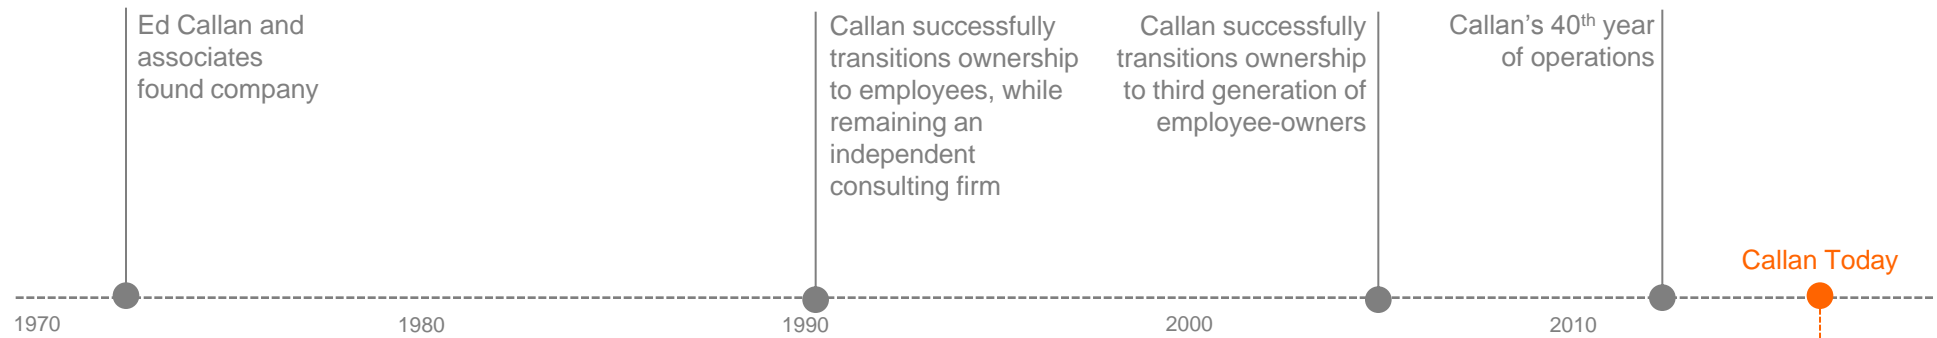 Ed Callan and
associates
found company
Callan successfully
transitions ownership
to employees, while
remaining an
independent
consulting firm
Callan successfully
transitions ownership
to third generation of
employee-owners
Callan’s 40th year
of operations
Callan Today
1970
1980
1990
2000
2010